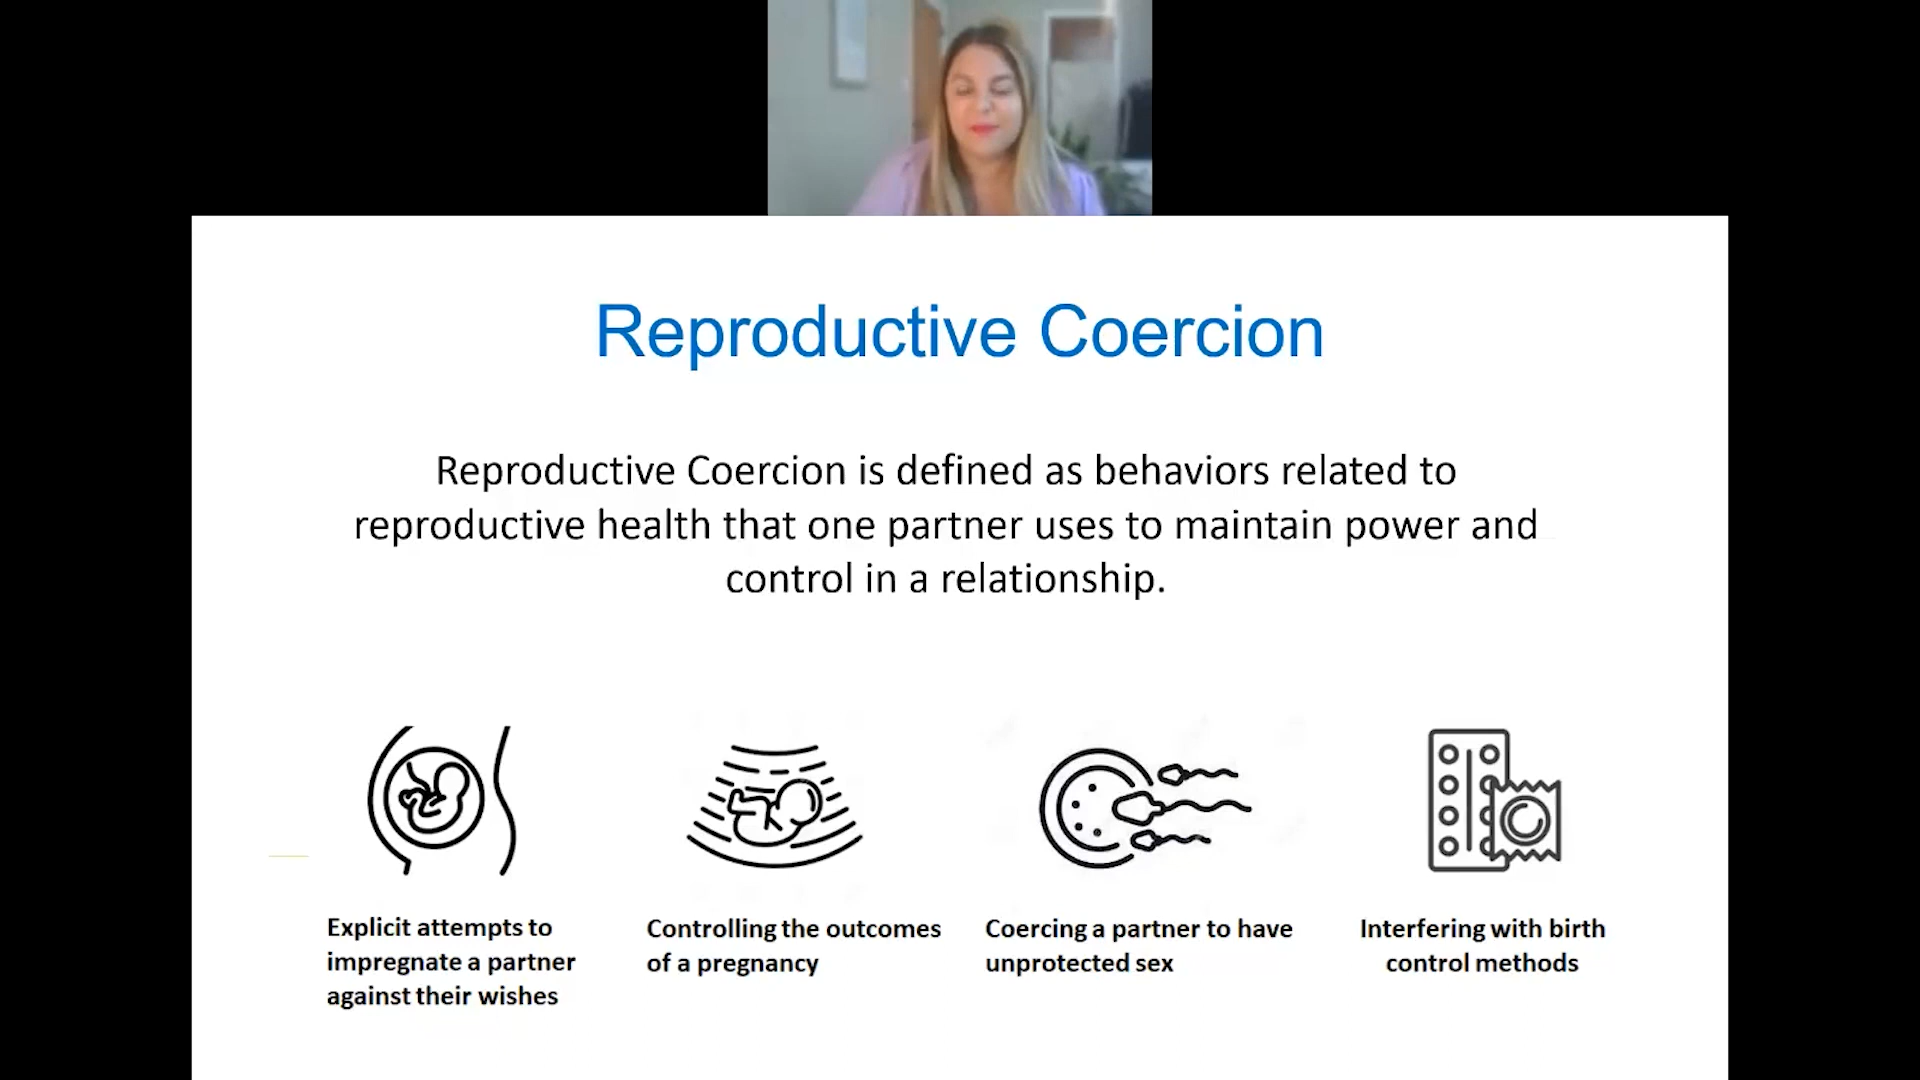 Reproductive Coercion
Reproductive Coercion is defined as behaviors related to
reproductive health that one partner uses to maintain power and
control in a relationship.
Explicit attempts to
impregnate a partner
against their wishes
Controlling the outcomes
of a pregnancy
Coercing a partner to have
unprotected sex
Interfering with birth
control methods